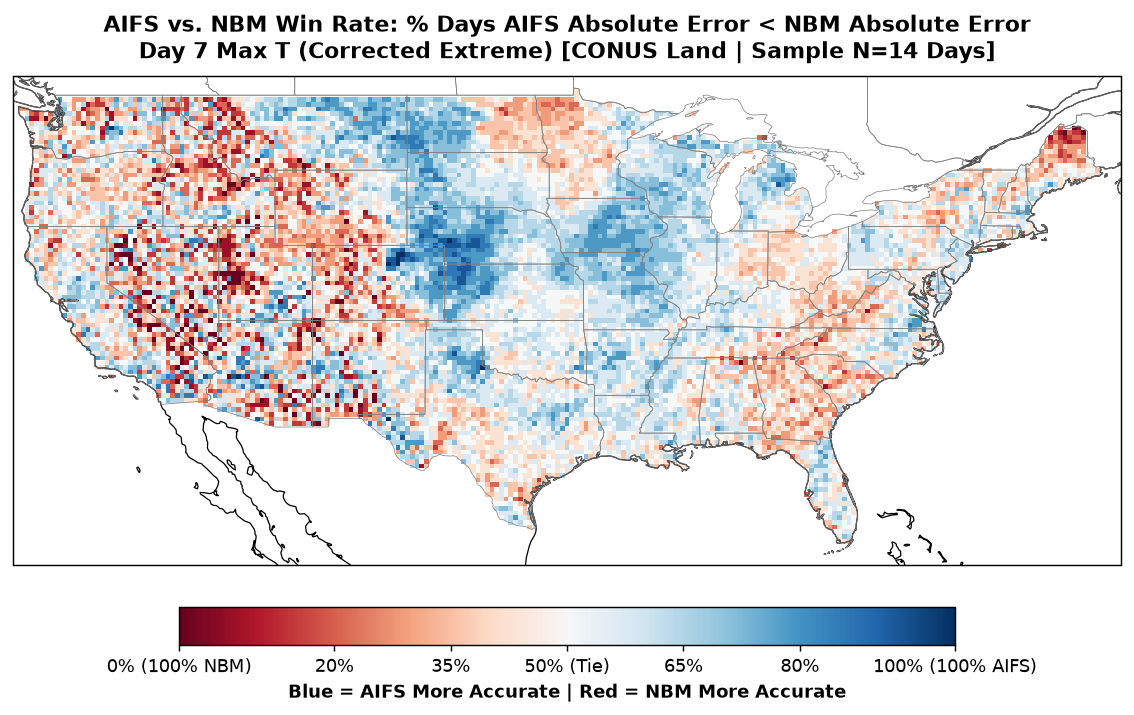 AIFS vs. NBM Win Rate: % Days AIFS Absolute Error < NBM Absolute Error
Day 7 Max T (Corrected Extreme) [CONUS Land | Sample N=14 Days]
0% (100% NBM) 20% 35% 50% (Tie) 65% 80% 100% (100% AIFS)
Blue = AIFS More Accurate | Red = NBM More Accurate